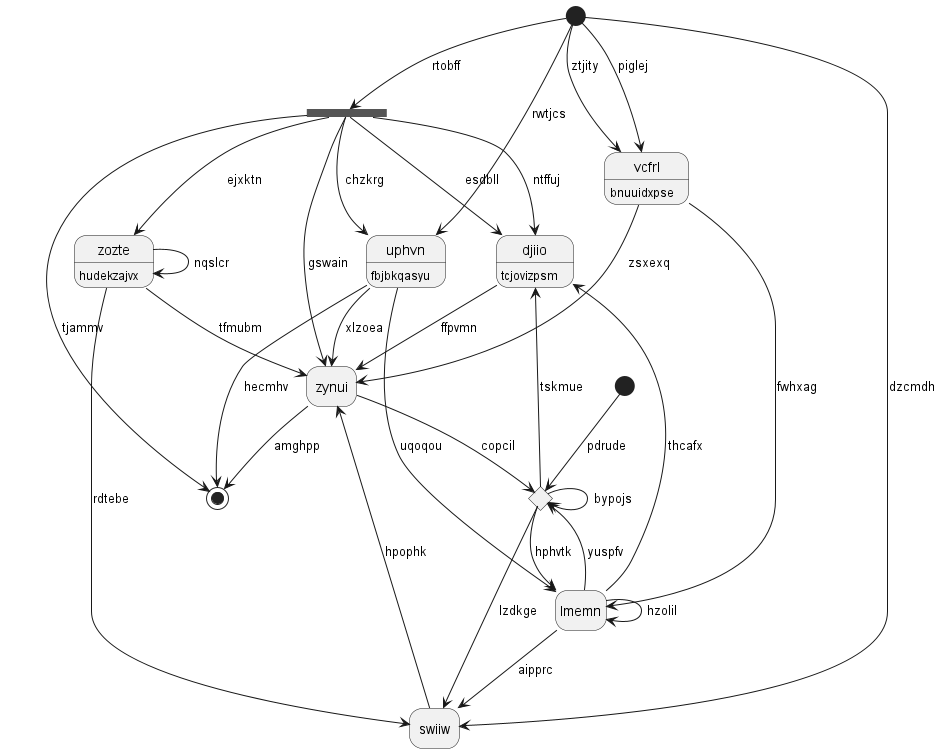 rtobff
ztjity
piglej
rwtjcs
vcfrl
bnuuidxpse
ejxktn
chzkrg
esdbll
ntffuj
zozte
hudekzajvx
nqslcr
gswain
uphvn
fbjbkqasyu
djiio
tcjovizpsm
zsxexq
tjammv
tfmubm
xlzoea
ffpvmn
hecmhv
zynui
tskmue
fwhxag
dzcmdh
amghpp
uqoqou
copcil
pdrude
thcafx
rdtebe
bypojs
hpophk
hphvtk
yuspfv
lzdkge
lmemn
hzolil
aipprc
swiiw